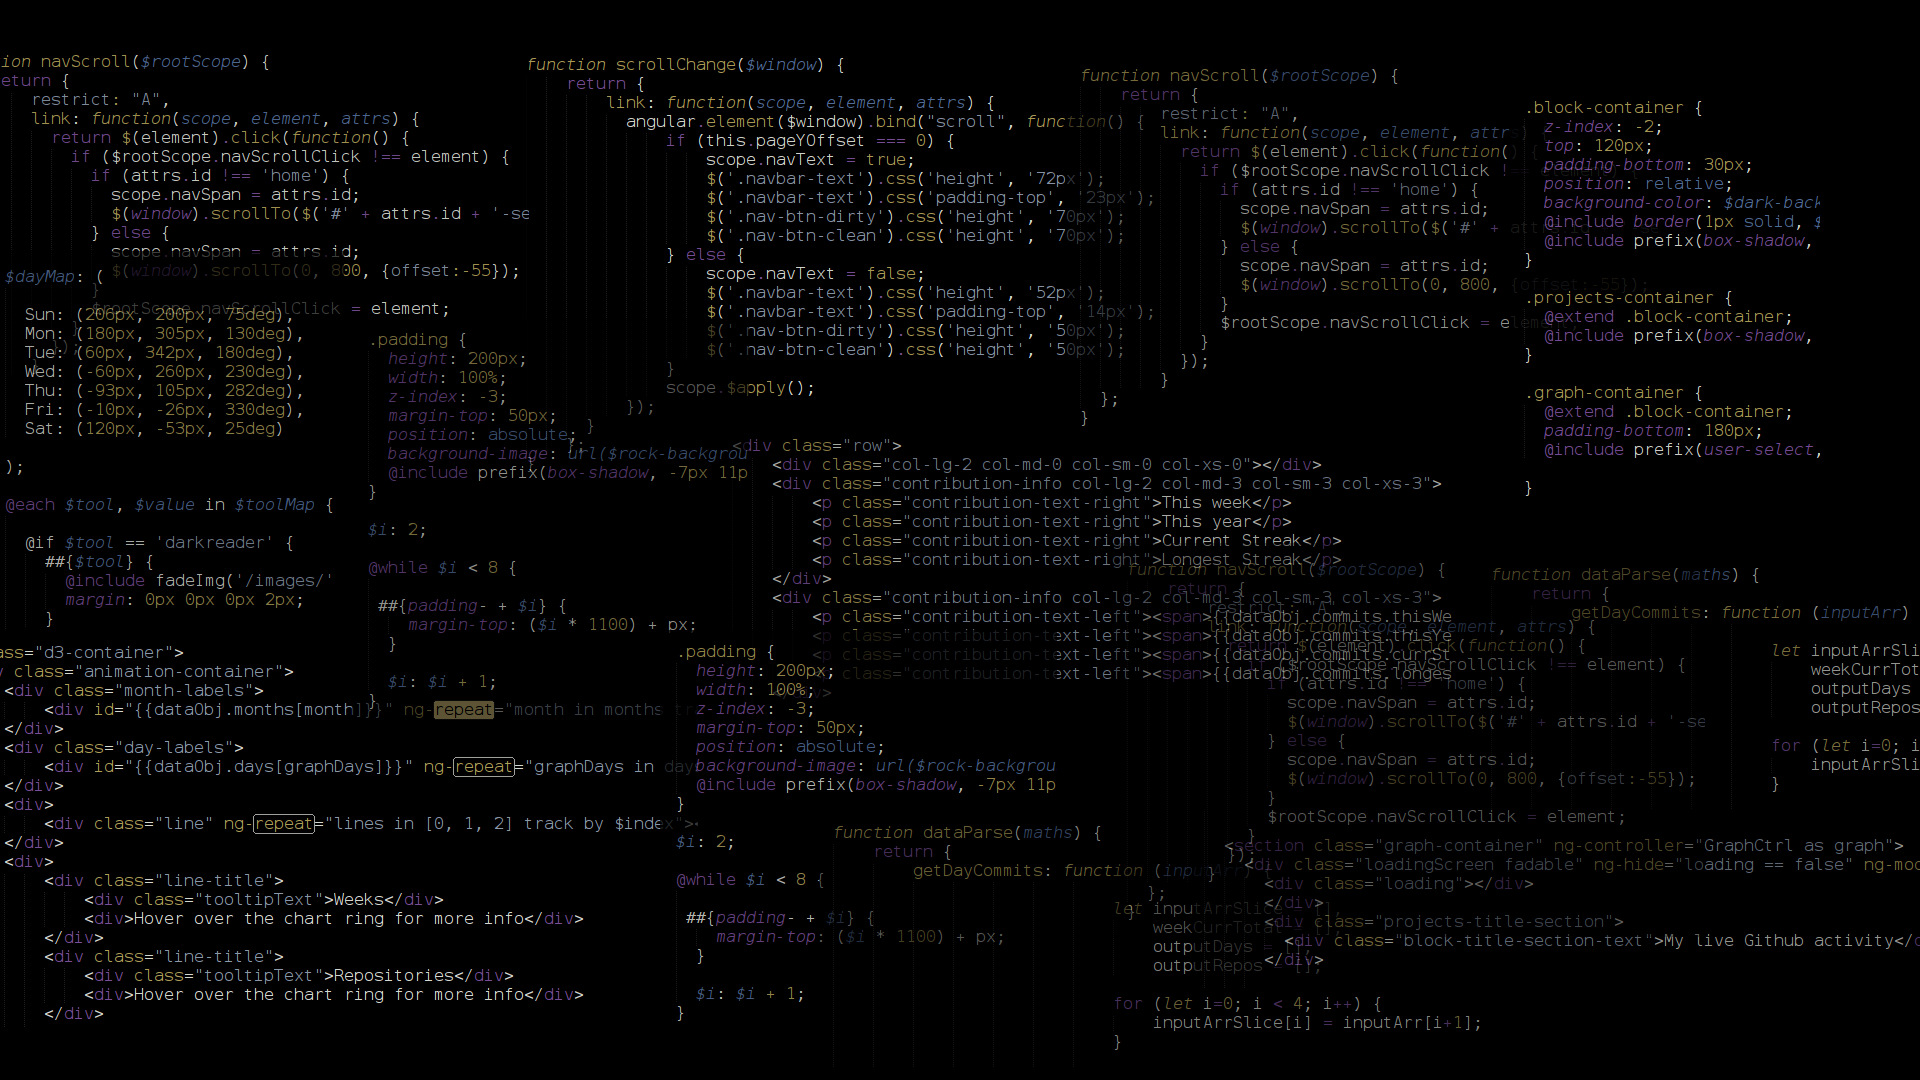 ion navScroll($rootScope) {
eturn {
restrict: "A",
link: function(scope, element, attrs) {
return $(element).click(function() {
if ($rootScope.navScrollClick !== element) {
if (attrs.id !== 'home') {
scope.navSpan = attrs.id;
$(window).scrollTo($('#' + attrs.id + '-se
} else {
scope.navSpan = attrs.id;
$(window).scrollTo(0, 800, {offset:-55});
}
$rootScope.navScrollClick = element;
$dayMap: (
Sun: (206px, 200px, 75deg),
Mon: (180px, 305px, 130deg),
Tue: (60px, 342px, 180deg),
Wed: (-60px, 260px, 230deg),
Thu: (-93px, 105px, 282deg),
Fri: (-10px, -26px, 330deg),
Sat: (120px, -53px, 25deg)
);
@each $tool, $value in $toolMap {
@if $tool == 'darkreader' {
##{$tool} {
@include fadeImg('/images/'
margin: 0px 0px 0px 2px;
}
ass="d3-container">
class="animation-container">
<div class="month-labels">
<div id="{{dataObj.months[month]}}" ng-repeat="month in months
</div>
<div class="day-labels">
<div id="{{dataObj.days[graphDays]}}" ng-repeat="graphDays in days
</div>
<div>
<div class="line" ng-repeat="lines in [0, 1, 2] track by $index">
</div>
<div>
<div class="line-title">
<div class="tooltipText">Weeks</div>
<div>Hover over the chart ring for more info</div>
</div>
<div class="line-title">
<div class="tooltipText">Repositories</div>
<div>Hover over the chart ring for more info</div>
</div>
.padding {
height: 200px;
width: 100%;
z-index: -3;
margin-top: 50px;
position: absolute;
background-image: url($rock-backgrou
@include prefix(box-shadow, -7px 11p
}
$i: 2;
@while $i < 8 {
##{padding- + $i} {
margin-top: ($i * 1100) + px;
}
$i: $i + 1;
}
function scrollChange($window) {
return {
link: function(scope, element, attrs) {
angular.element($window).bind("scroll", function() {
if (this.pageYOffset === 0) {
scope.navText = true;
$('.navbar-text').css('height', '72px');
$('.navbar-text').css('padding-top', '23px');
$('.nav-btn-dirty').css('height', '70px');
$('.nav-btn-clean').css('height', '70px');
} else {
scope.navText = false;
$('.navbar-text').css('height', '52px');
$('.navbar-text').css('padding-top', '14px');
$('.nav-btn-dirty').css('height', '50px');
$('.nav-btn-clean').css('height', '50px');
}
scope.$apply();
});
}
<div class="row">
<div class="col-lg-2 col-md-0 col-sm-0 col-xs-0"></div>
<div class="contribution-info col-lg-2 col-md-3 col-sm-3 col-xs-3">
<p class="contribution-text-right">This week</p>
<p class="contribution-text-right">This year</p>
<p class="contribution-text-right">Current Streak</p>
<p class="contribution-text-right">Longest Streak</p>
</div>
<div class="contribution-info col-lg-2 col-md-3 col-sm-3 col-xs-3">
<p class="contribution-text-left"><span>{{dataObj.commits.thisWe
<p class="contribution-text-left"><span>{{dataObj.commits.thisYe
<p class="contribution-text-left"><span>{{dataObj.commits.currSt
<p class="contribution-text-left"><span>{{dataObj.commits.longes
.padding {
height: 200px;
width: 100%;
z-index: -3;
margin-top: 50px;
position: absolute;
background-image: url($rock-backgrou
@include prefix(box-shadow, -7px 11p
}
$i: 2;
@while $i < 8 {
##{padding- + $i} {
margin-top: ($i * 1100) + px;
}
$i: $i + 1;
}
function navScroll($rootScope) {
return {
restrict: "A",
link: function(scope, element, attrs)
return $(element).click(function()
if ($rootScope.navScrollClick
if (attrs.id !== 'home') {
scope.navSpan = attrs.id;
$(window).scrollTo($('#' +
} else {
scope.navSpan = attrs.id;
$(window).scrollTo(0, 800, {offset:-55});
}
$rootScope.navScrollClick = element;
}
});
}
};
}
.block-container {
z-index: -2;
top: 120px;
padding-bottom: 30px;
position: relative;
background-color: $dark-back
@include border(1px solid, $
@include prefix(box-shadow,
}
.projects-container {
@extend .block-container;
@include prefix(box-shadow,
}
.graph-container {
@extend .block-container;
padding-bottom: 180px;
@include prefix(user-select,
}
function navScroll($rootScope) {
return {
restrict: "A"
link: function(scope, element, attrs) {
return $(element).click(function() {
if ($rootScope.navScrollClick !== element) {
if (attrs.id !== 'home') {
scope.navSpan = attrs.id;
$(window).scrollTo($('#' + attrs.id + '-se
} else {
scope.navSpan = attrs.id;
$(window).scrollTo(0, 800, {offset:-55});
}
$rootScope.navScrollClick = element;
}
});
}
};
}
function dataParse(maths) {
return {
getDayCommits: function (inputArr)
let inputArrSli
weekCurrTot
outputDays
outputRepos
for (let i=0; i
inputArrSli
}
function dataParse(maths) {
return {
getDayCommits: function (inputArr)
let inputArrSlice
weekCurrTotal
outputDays =
outputRepos = [];
for (let i=0; i < 4; i++) {
inputArrSlice[i] = inputArr[i+1];
}
<section class="graph-container" ng-controller="GraphCtrl as graph">
<div class="loadingScreen fadable" ng-hide="loading == false" ng-mo
<div class="loading"></div>
</div>
<div class="projects-title-section">
<div class="block-title-section-text">My live Github activity</
</div>